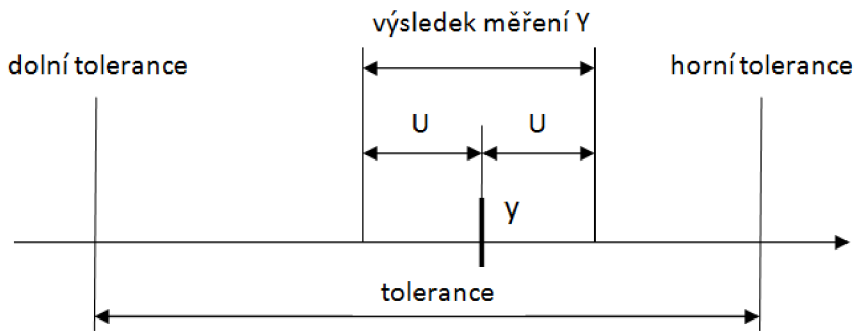 výsledek měření Y
dolní tolerance
horní tolerance
U
U
y
tolerance